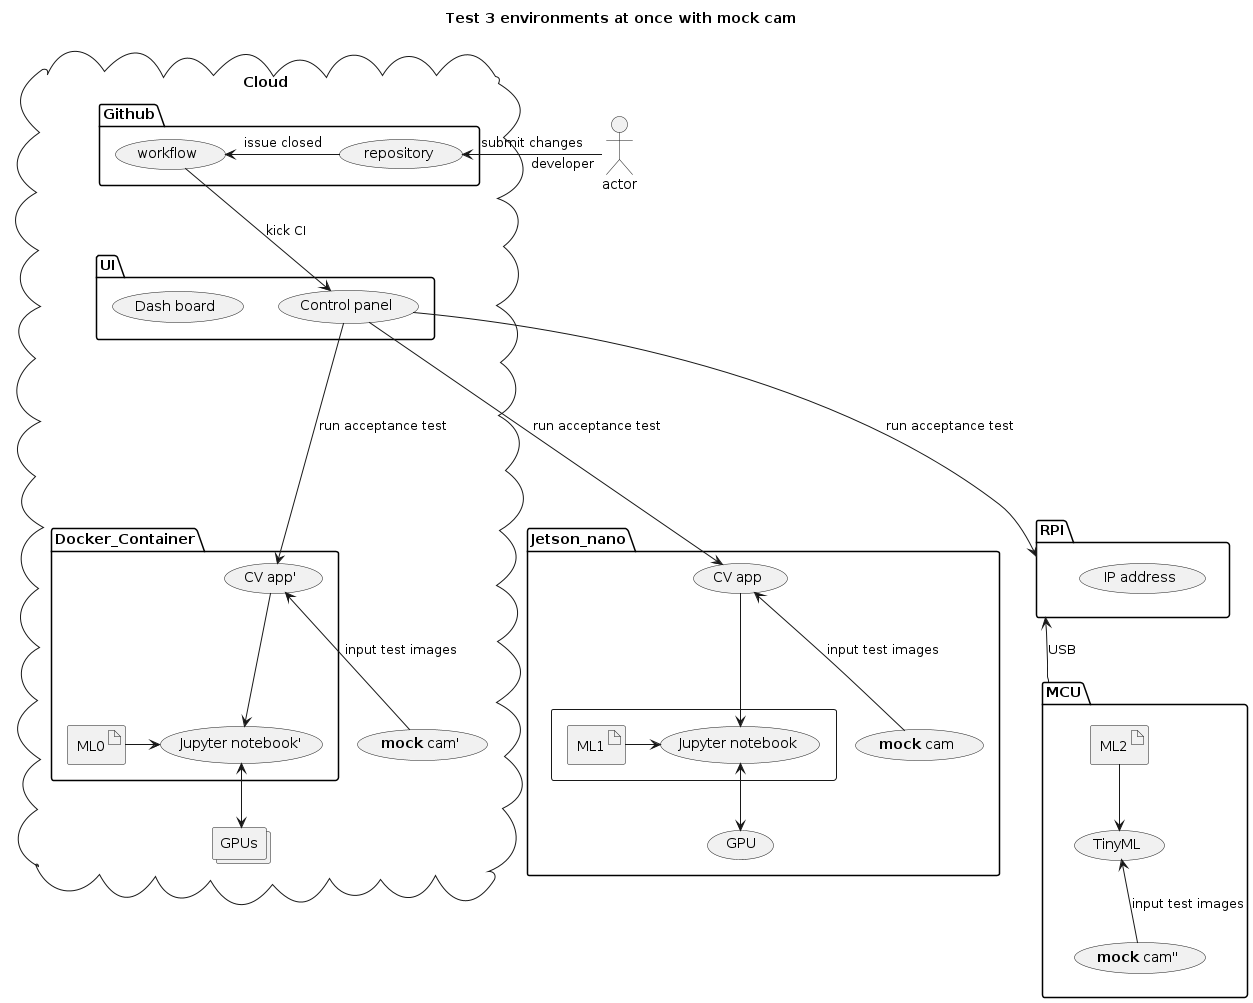 Test 3 environments at once with mock cam
Cloud
Github
workflow
issue closed
repository
submit changes
developer
actor
kick CI
UI
Dash board
Control panel
run acceptance test
run acceptance test
run acceptance test
Docker_Container
CV app'
input test images
ML0
Jupyter notebook'
mock cam'
GPUs
Jetson_nano
CV app
input test images
ML1
Jupyter notebook
mock cam
GPU
RPI
IP address
USB
MCU
ML2
TinyML
input test images
mock cam''